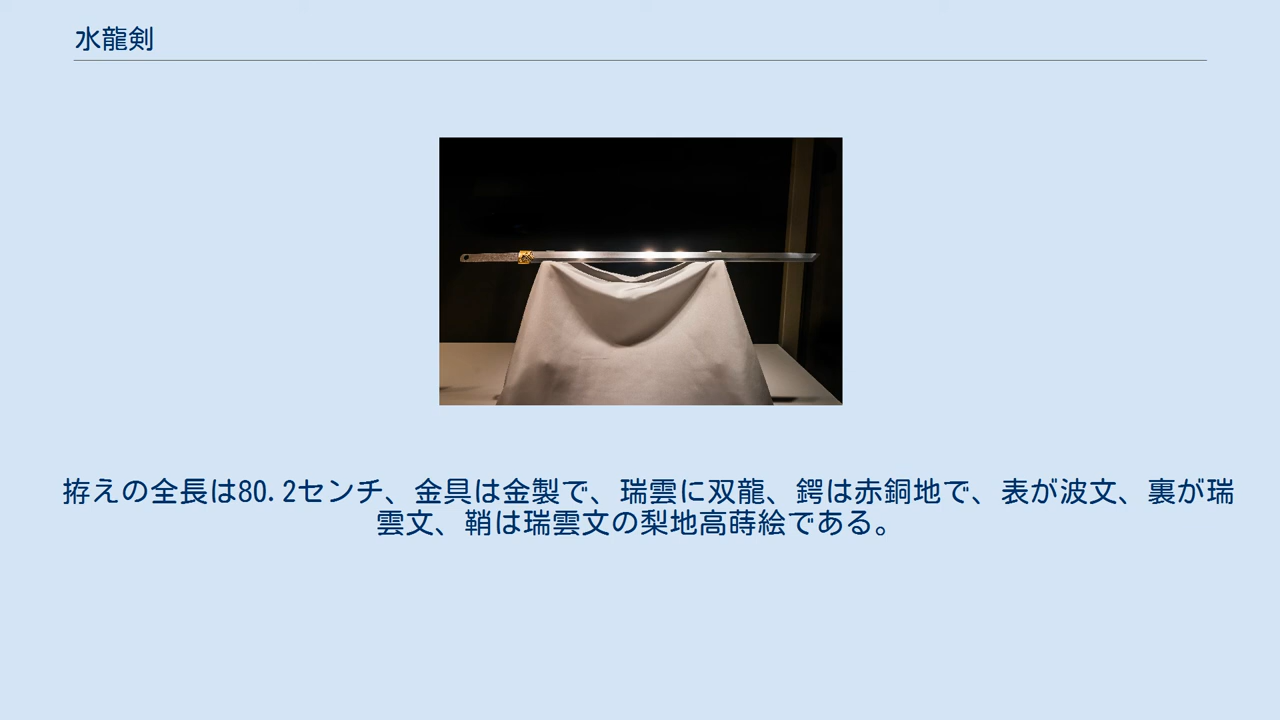 水龍剣
拵えの全長は80.2センチ、金具は金製で、瑞雲に双龍、鍔は赤銅地で、表が波文、裏が瑞
雲文、鞘は瑞雲文の梨地高蒔絵である。